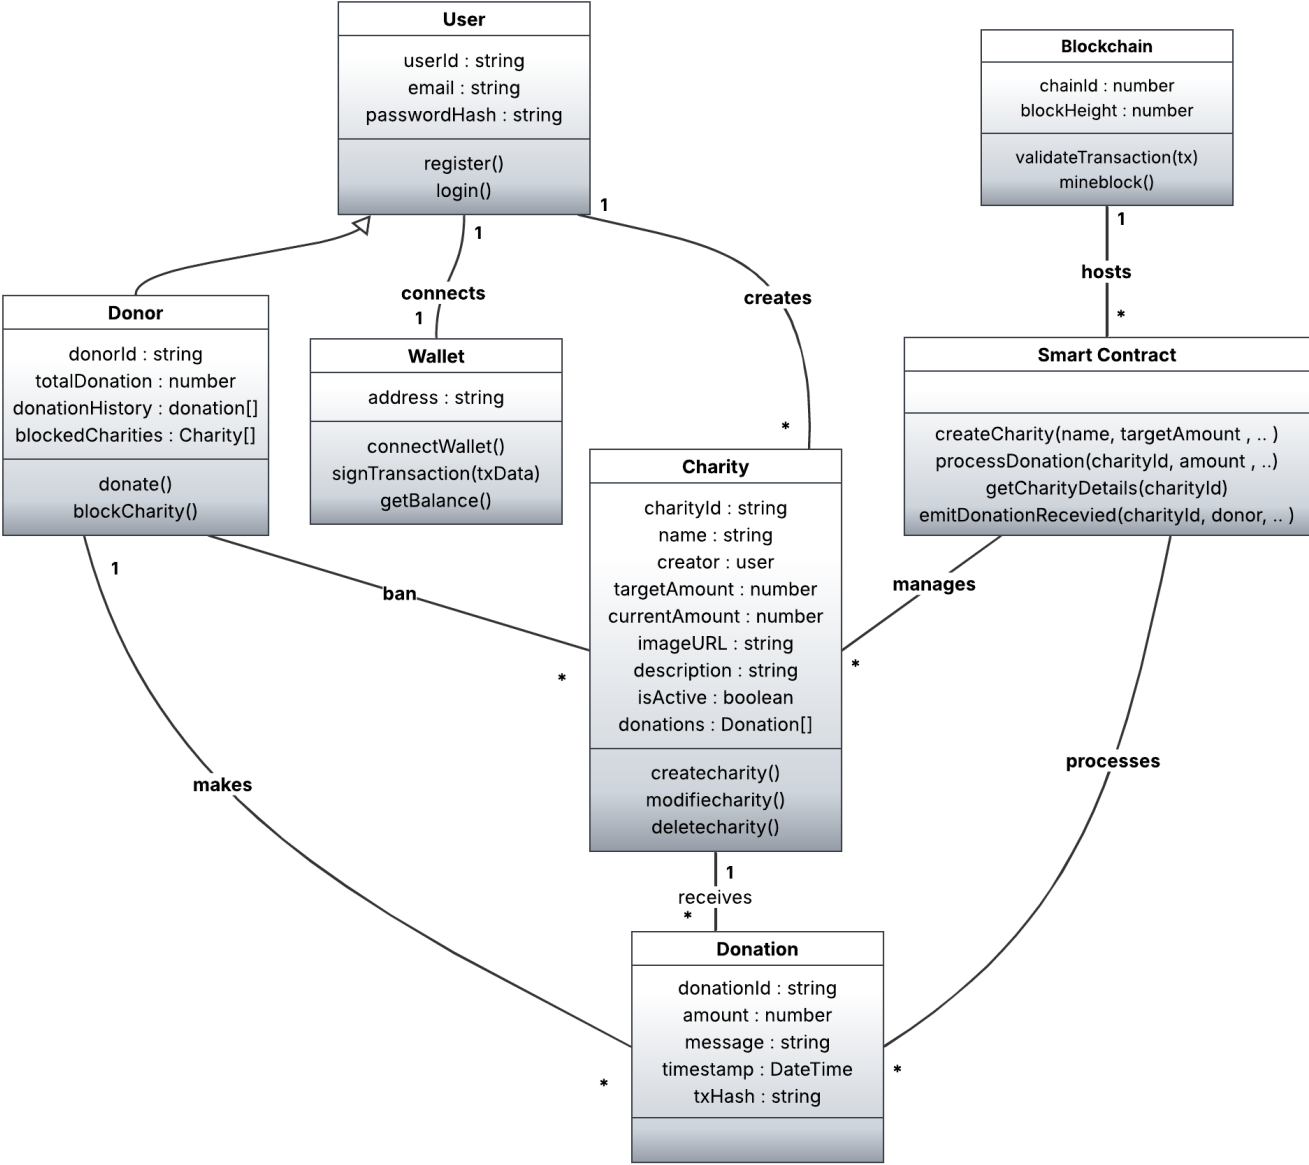 User
userId : string
email : string
passwordHash : string
register()
login()
1
1
connects
1
creates
*
Blockchain
chainId : number
blockHeight : number
validateTransaction(tx)
mineblock()
1
hosts
*
Donor
donorId : string
totalDonation : number
donationHistory : donation[]
blockedCharities : Charity[]
donate()
blockCharity()
Wallet
address : string
connectWallet()
signTransaction(txData)
getBalance()
Smart Contract
createCharity(name, targetAmount , .. )
processDonation(charityId, amount , ..)
getCharityDetails(charityId)
emitDonationRecevied(charityId, donor, .. )
Charity
charityId : string
name : string
creator : user
targetAmount : number
currentAmount : number
imageURL : string
description : string
isActive : boolean
donations : Donation[]
createcharity()
modifiecharity()
deletecharity()
1
ban
*
manages
*
makes
*
processes
*
1
receives
*
Donation
donationId : string
amount : number
message : string
timestamp : DateTime
txHash : string